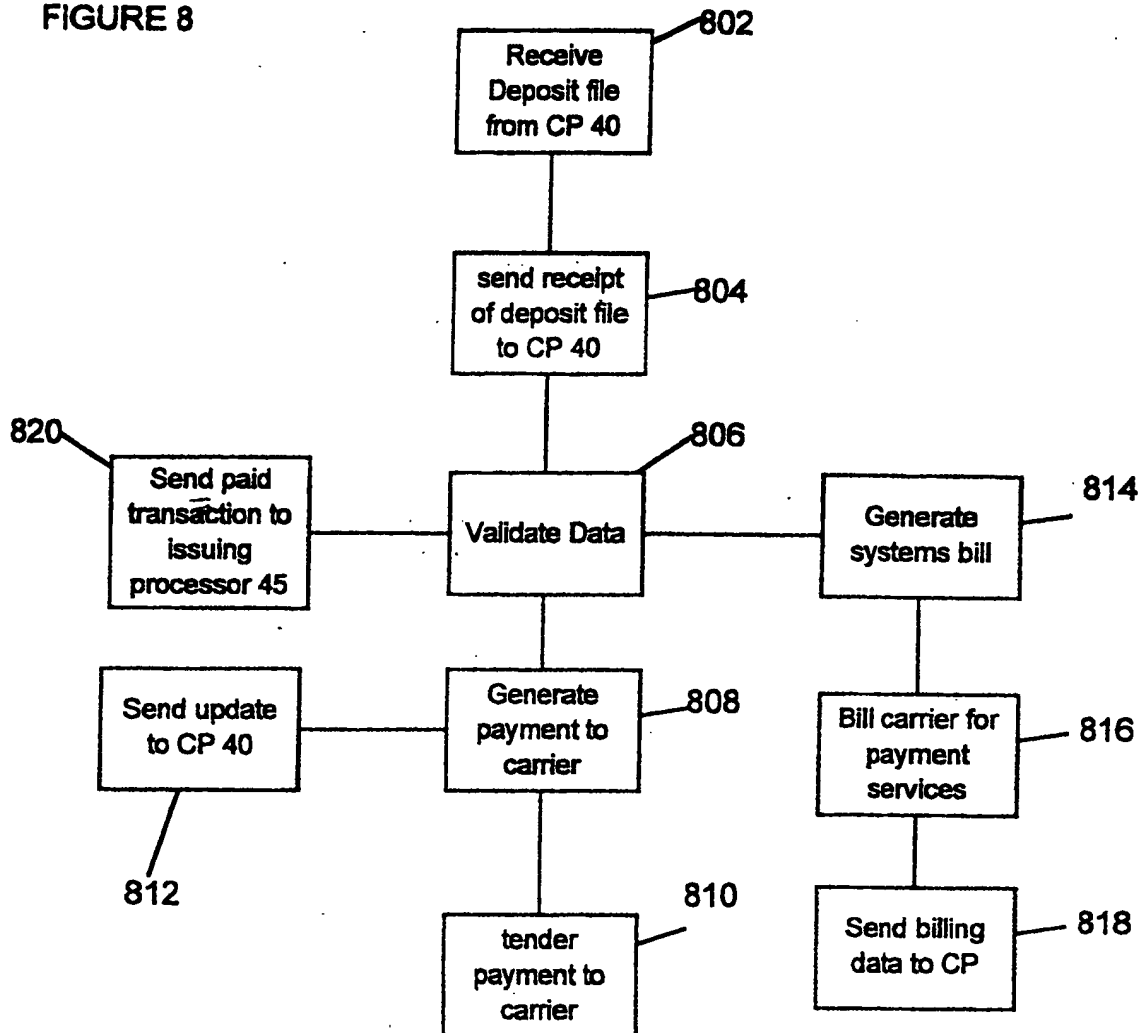 FIGURE 8
802
Receive
Deposit file
from CP 40
send receipt
of deposit file
to CP 40
804
820
806
Send paid
transaction to
issuing
processor 45
Validate Data
Generate
systems bill
814
Send update
to CP 40
812
Generate
payment to
carrier
808
Bill carrier for
payment
services
816
810
tender
payment to
carrier
Send billing
data to CP
818